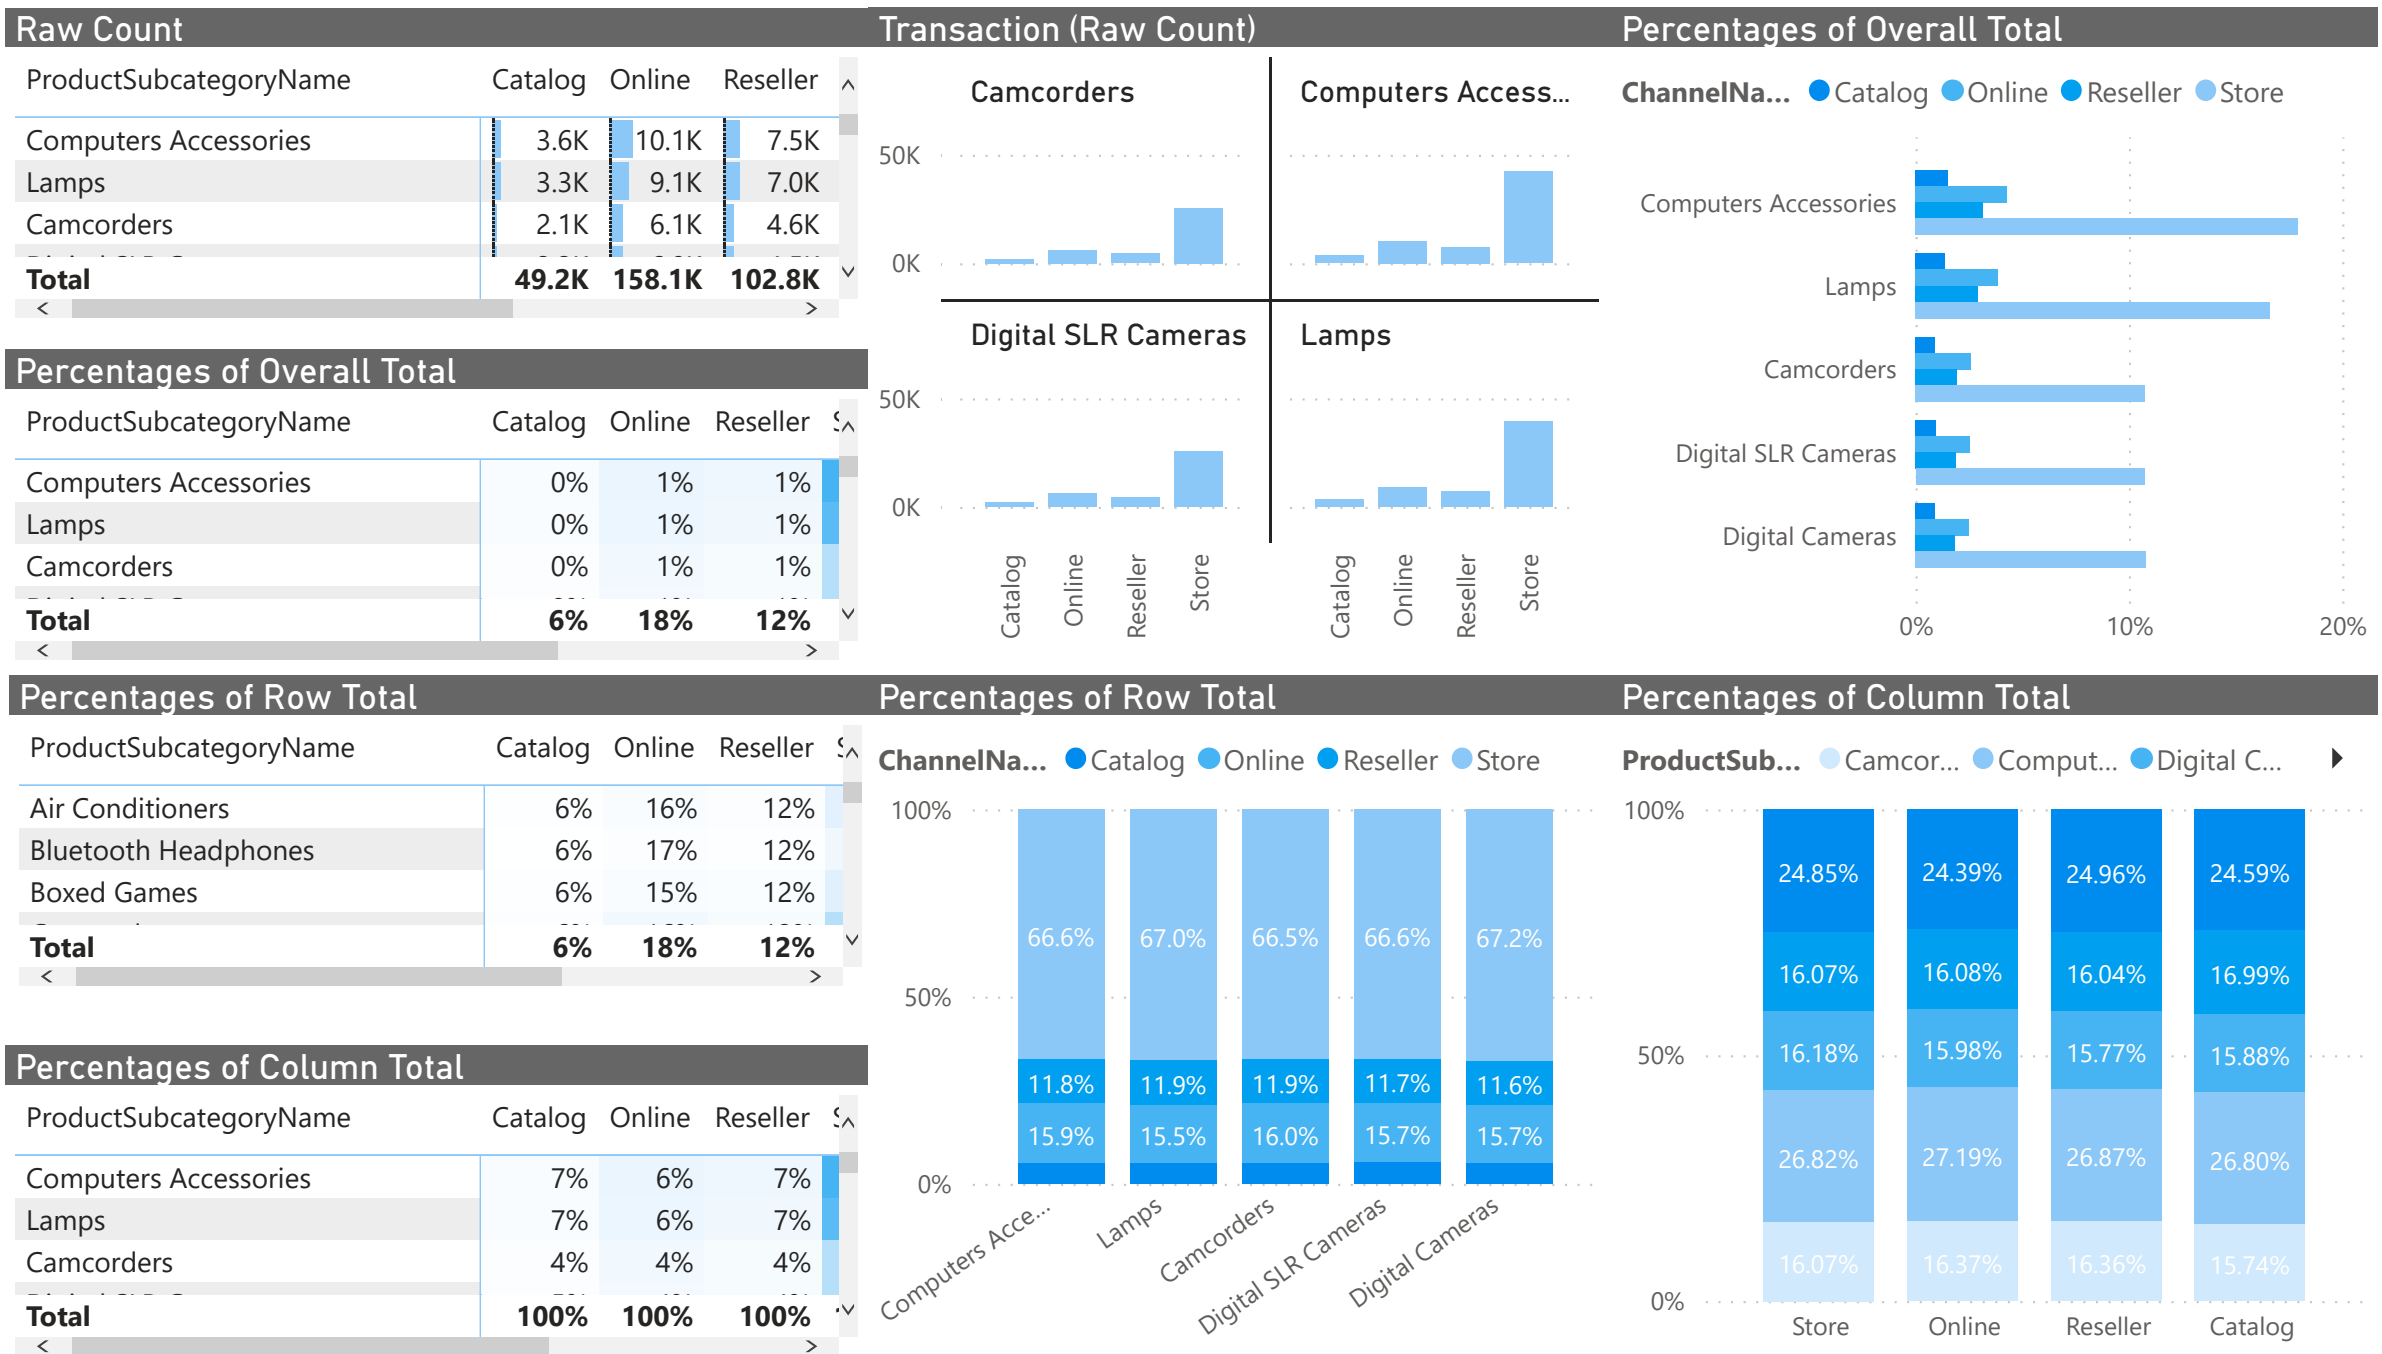 Raw Count
ProductSubcategoryName Catalog Online Reseller
Computers Accessories 3.6K 10.1K 7.5K
Lamps 3.3K 9.1K 7.0K
Camcorders 2.1K 6.1K 4.6K
Total 49.2K 158.1K 102.8K
Percentages of Overall Total
ProductSubcategoryName Catalog Online Reseller
Computers Accessories 0% 1% 1%
Lamps 0% 1% 1%
Camcorders 0% 1% 1%
Total 6% 18% 12%
Percentages of Row Total
ProductSubcategoryName Catalog Online Reseller
Air Conditioners 6% 16% 12%
Bluetooth Headphones 6% 17% 12%
Boxed Games 6% 15% 12%
Total 6% 18% 12%
Percentages of Column Total
ProductSubcategoryName Catalog Online Reseller
Computers Accessories 7% 6% 7%
Lamps 7% 6% 7%
Camcorders 4% 4% 4%
Total 100% 100% 100%
Transaction (Raw Count)
Camcorders Computers Access...
50K
0K
Digital SLR Cameras Lamps
50K
0K
Catalog Online Reseller Store Catalog Online Reseller Store
Percentages of Overall Total
ChannelNa... Catalog Online Reseller Store
Computers Accessories
Lamps
Camcorders
Digital SLR Cameras
Digital Cameras
0% 10% 20%
Percentages of Row Total
ChannelNa... Catalog Online Reseller Store
100%
66.6% 67.0% 66.5% 66.6% 67.2%
50%
11.8% 11.9% 11.9% 11.7% 11.6%
15.9% 15.5% 16.0% 15.7% 15.7%
0%
Computers Acce... Lamps Camcorders Digital SLR Cameras Digital Cameras
Percentages of Column Total
ProductSub... Camcor... Comput... Digital C...
100%
24.85% 24.39% 24.96% 24.59%
16.07% 16.08% 16.04% 16.99%
50%
16.18% 15.98% 15.77% 15.88%
26.82% 27.19% 26.87% 26.80%
16.07% 16.37% 16.36% 15.74%
0%
Store Online Reseller Catalog